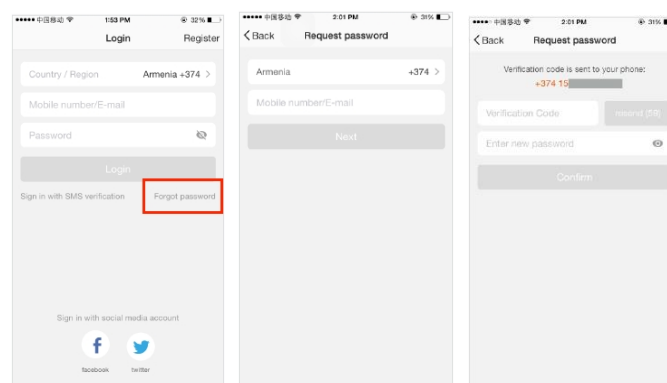 中国移动 1:53 PM 32%
Login Register
Country / Region Armenia +374 >
Mobile number/E-mail
Password
Login
Sign in with SMS verification Forgot password
Sign in with social media account
facebook twitter
中国移动 2:01 PM 31%
Back Request password
Armenia +374 >
Mobile number/E-mail
Next
中国移动 2:01 PM 31%
Back Request password
Verification code is sent to your phone:
+374 15
Verification Code resend (59)
Enter new password
Confirm